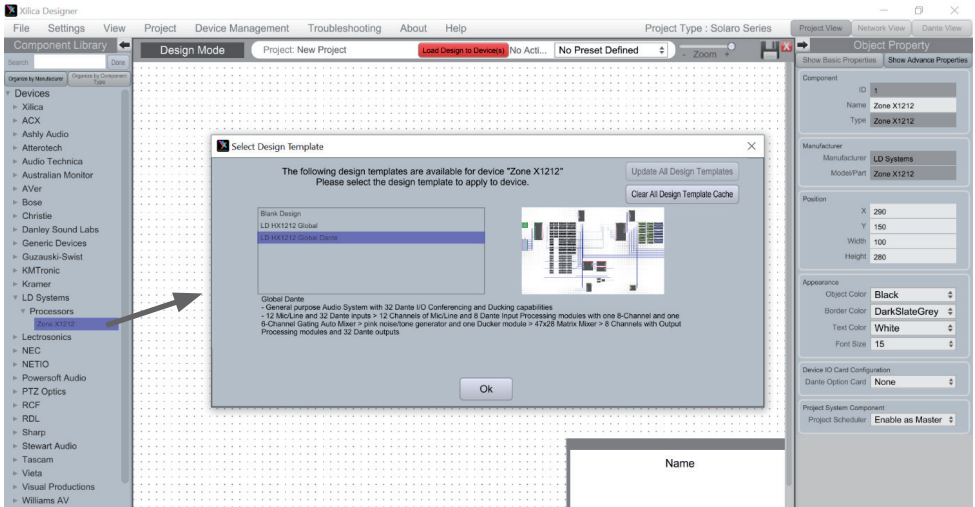 Xilica Designer
File Settings View Project Device Management Troubleshooting About Help Project Type : Solaro Series Project View Network View Dante View
Component Library Design Mode Project: New Project Load Design to Device(s) No Acti... No Preset Defined - Zoom + Object Property
Search Done
Show Basic Properties Show Advance Properties
Organize by Manufacturer Organize by Component Type
Devices
Xilica
ACX
Ashly Audio
Atterotech
Audio Technica
Australian Monitor
AVer
Bose
Christie
Danley Sound Labs
Generic Devices
Guzauski-Swist
KMTronic
Kramer
LD Systems
Processors
Zone X1212
Lectrosonics
NEC
NETIO
Powersoft Audio
PTZ Optics
RCF
RDL
Sharp
Stewart Audio
Tascam
Vieta
Visual Productions
Williams AV
Select Design Template
The following design templates are available for device "Zone X1212"
Please select the design template to apply to device.
Update All Design Templates
Clear All Design Template Cache
Blank Design
LD HX1212 Global
LD HX1212 Global Dante
Global Dante
- General purpose Audio System with 32 Dante I/O Conferencing and Ducking capabilities
- 12 Mic/Line and 32 Dante inputs > 12 Channels of Mic/Line and 8 Dante Input Processing modules with one 8-Channel and one
6-Channel Gating Auto Mixer > pink noise/tone generator and one Ducker module > 47x28 Matrix Mixer > 8 Channels with Output
Processing modules and 32 Dante outputs
Ok
Name
Component
ID 1
Name Zone X1212
Type Zone X1212
Manufacturer
Manufacturer LD Systems
Model/Part Zone X1212
Position
X 290
Y 150
Width 100
Height 280
Appearance
Object Color Black
Border Color DarkSlateGrey
Text Color White
Font Size 15
Device IO Card Configuration
Dante Option Card None
Project System Component
Project Scheduler Enable as Master